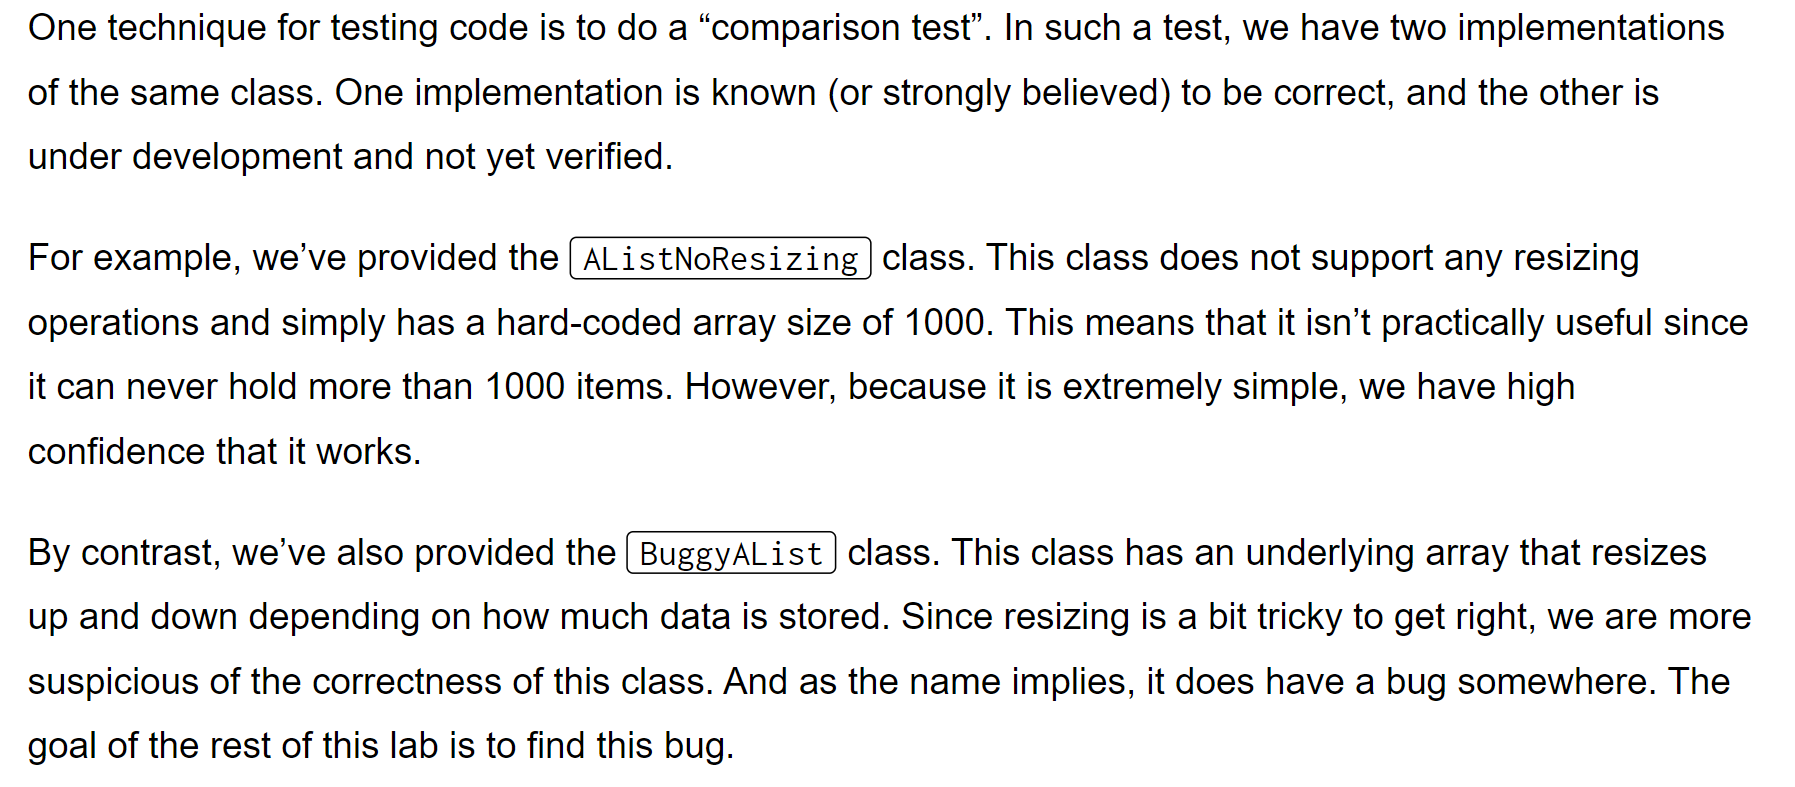 One technique for testing code is to do a “comparison test”. In such a test, we have two implementations
of the same class. One implementation is known (or strongly believed) to be correct, and the other is
under development and not yet verified.
For example, we’ve provided the AListNoResizing class. This class does not support any resizing
operations and simply has a hard-coded array size of 1000. This means that it isn’t practically useful since
it can never hold more than 1000 items. However, because it is extremely simple, we have high
confidence that it works.
By contrast, we’ve also provided the BuggyAList class. This class has an underlying array that resizes
up and down depending on how much data is stored. Since resizing is a bit tricky to get right, we are more
suspicious of the correctness of this class. And as the name implies, it does have a bug somewhere. The
goal of the rest of this lab is to find this bug.